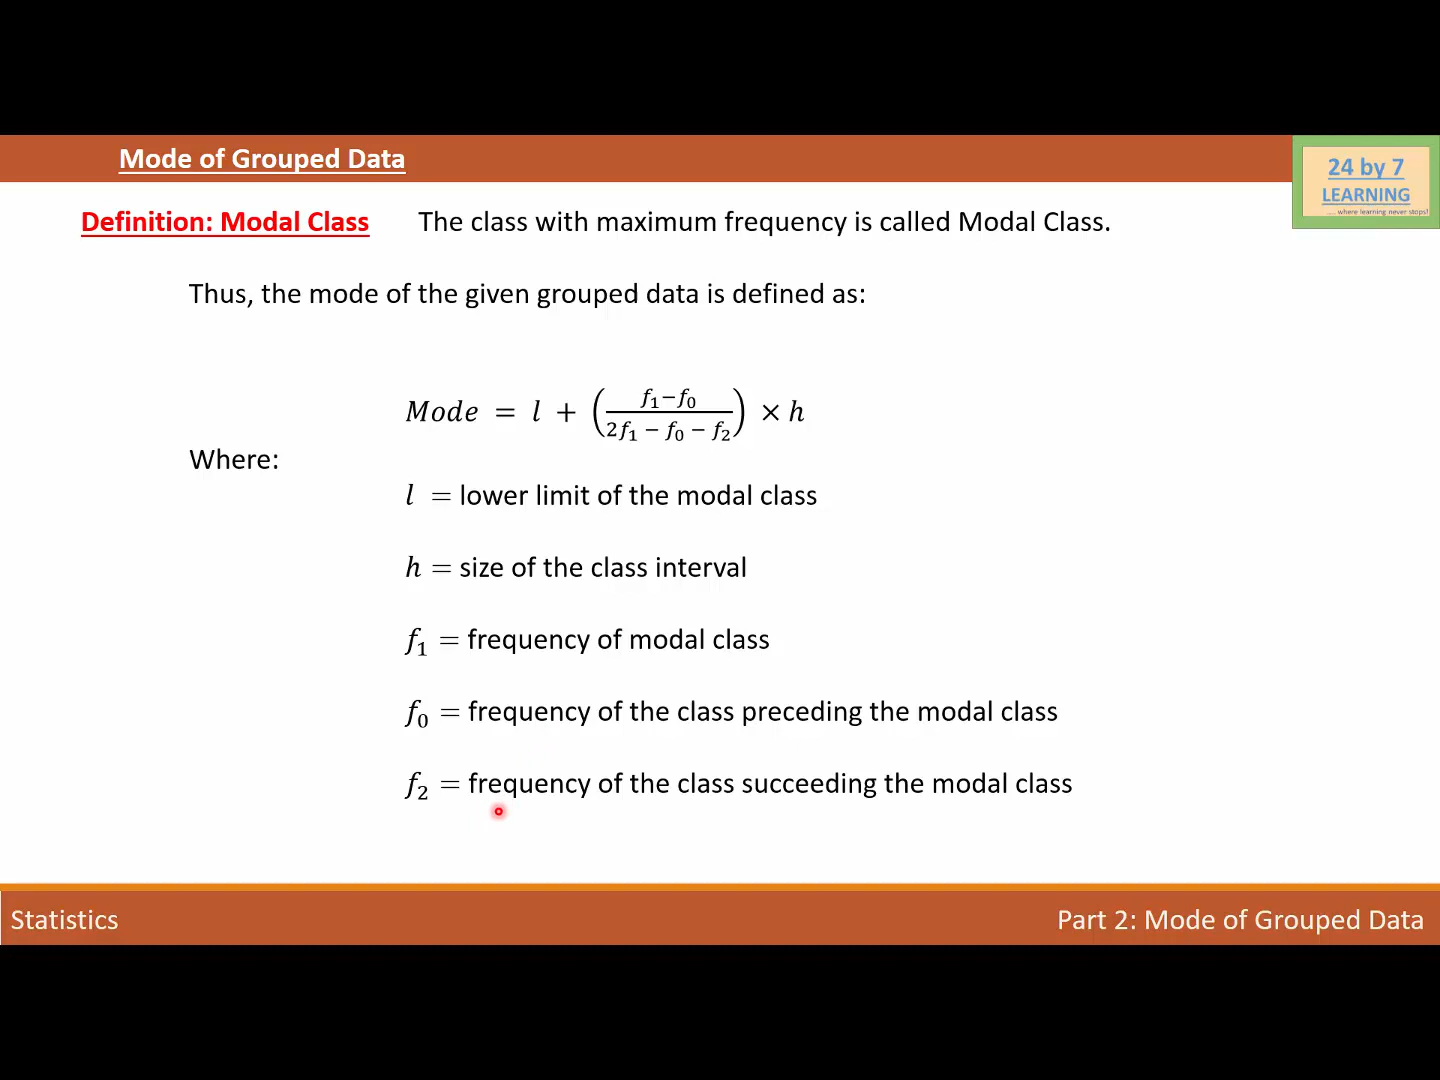 Mode of Grouped Data
24 by 7
LEARNING
.... where learning never stops!
Definition: Modal Class The class with maximum frequency is called Modal Class.
Thus, the mode of the given grouped data is defined as:
Mode = l + ( (f₁−f₀) / (2f₁ − f₀ − f₂) ) × h
Where:
l = lower limit of the modal class
h = size of the class interval
f₁ = frequency of modal class
f₀ = frequency of the class preceding the modal class
f₂ = frequency of the class succeeding the modal class
Statistics
Part 2: Mode of Grouped Data